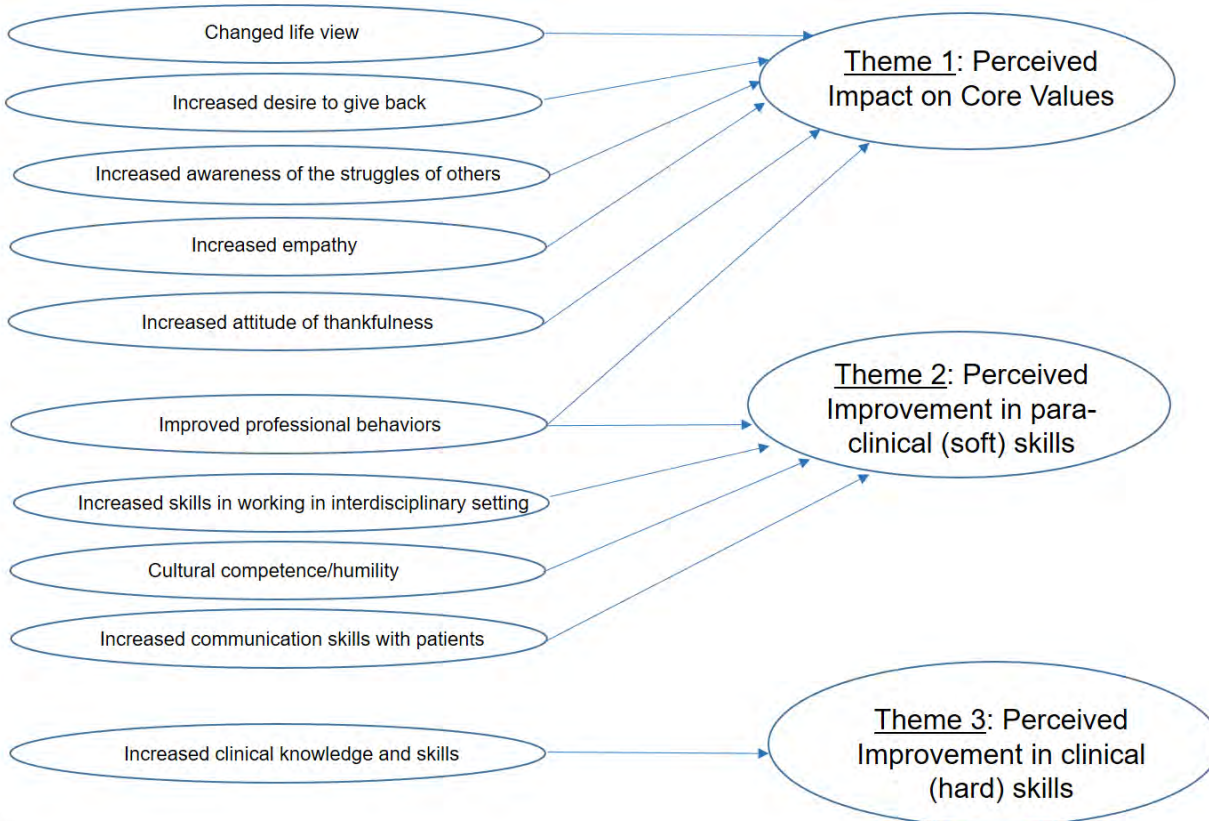 Changed life view
Increased desire to give back
Increased awareness of the struggles of others
Increased empathy
Increased attitude of thankfulness
Improved professional behaviors
Increased skills in working in interdisciplinary setting
Cultural competence/humility
Increased communication skills with patients
Increased clinical knowledge and skills
Theme 1: Perceived
Impact on Core Values
Theme 2: Perceived
Improvement in para-
clinical (soft) skills
Theme 3: Perceived
Improvement in clinical
(hard) skills